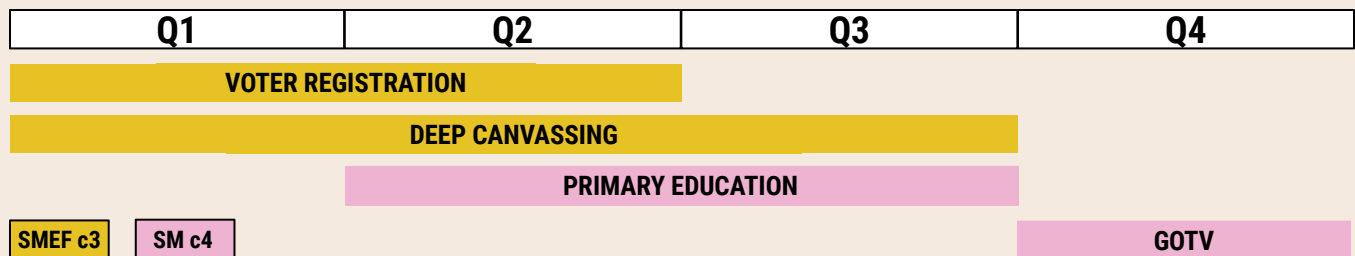 Q1 Q2 Q3 Q4
VOTER REGISTRATION
DEEP CANVASSING
PRIMARY EDUCATION
SMEF c3 SM c4 GOTV